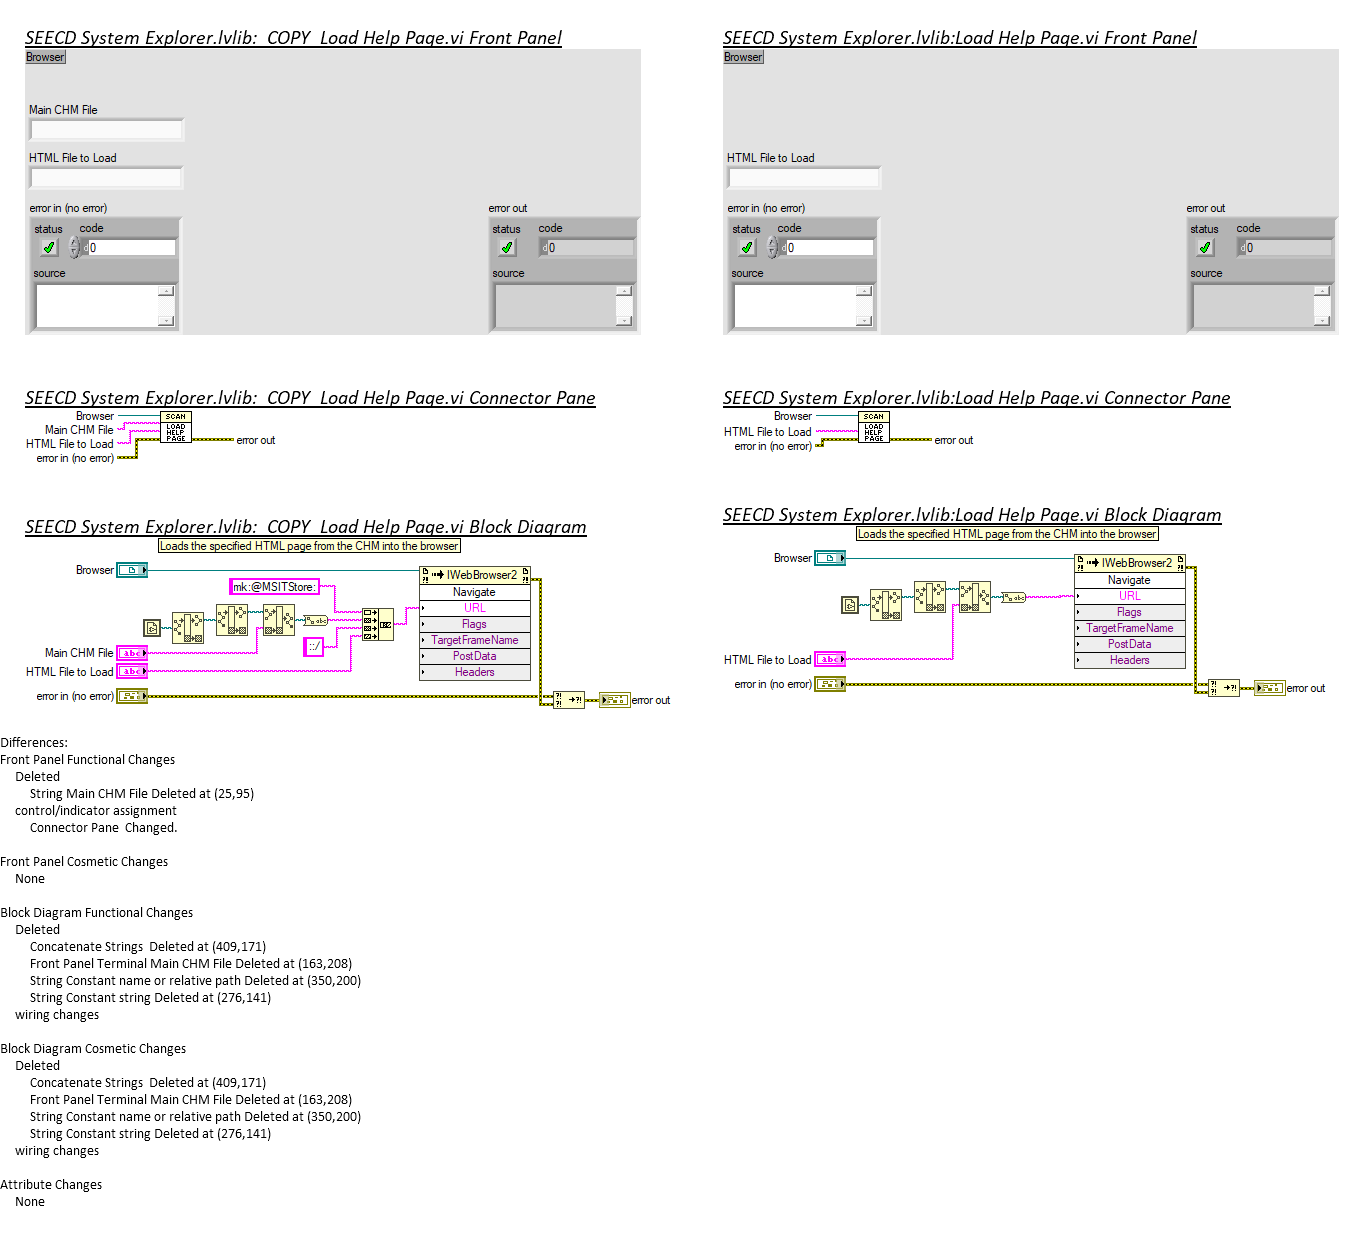 SEECD System Explorer.lvlib:_COPY_Load Help Page.vi Front Panel
Browser
Main CHM File
HTML File to Load
error in (no error)
status code
d0
source
error out
status code
d0
source
SEECD System Explorer.lvlib:Load Help Page.vi Front Panel
Browser
HTML File to Load
error in (no error)
status code
d0
source
error out
status code
d0
source
SEECD System Explorer.lvlib:_COPY_Load Help Page.vi Connector Pane
Browser
Main CHM File
HTML File to Load
error in (no error)
SCAN
LOAD
HELP
PAGE
error out
SEECD System Explorer.lvlib:Load Help Page.vi Connector Pane
Browser
HTML File to Load
error in (no error)
SCAN
LOAD
HELP
PAGE
error out
SEECD System Explorer.lvlib:_COPY_Load Help Page.vi Block Diagram
Loads the specified HTML page from the CHM into the browser
Browser
mk:@MSITStore:
::/
abc
Main CHM File abc
HTML File to Load abc
error in (no error)
IWebBrowser2
Navigate
URL
Flags
TargetFrameName
PostData
Headers
error out
SEECD System Explorer.lvlib:Load Help Page.vi Block Diagram
Loads the specified HTML page from the CHM into the browser
Browser
abc
HTML File to Load abc
error in (no error)
IWebBrowser2
Navigate
URL
Flags
TargetFrameName
PostData
Headers
error out
Differences:
Front Panel Functional Changes
Deleted
String Main CHM File Deleted at (25,95)
control/indicator assignment
Connector Pane  Changed.
Front Panel Cosmetic Changes
None
Block Diagram Functional Changes
Deleted
Concatenate Strings  Deleted at (409,171)
Front Panel Terminal Main CHM File Deleted at (163,208)
String Constant name or relative path Deleted at (350,200)
String Constant string Deleted at (276,141)
wiring changes
Block Diagram Cosmetic Changes
Deleted
Concatenate Strings  Deleted at (409,171)
Front Panel Terminal Main CHM File Deleted at (163,208)
String Constant name or relative path Deleted at (350,200)
String Constant string Deleted at (276,141)
wiring changes
Attribute Changes
None